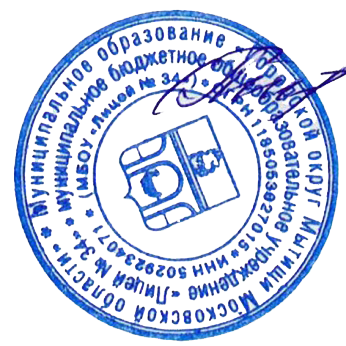 Муниципальное образование «Городской округ Мытищи Московской области» *
муниципальное бюджетное общеобразовательное учреждение «Лицей № 34» *
(МБОУ «Лицей № 34») * ОГРН 1185053027015 * ИНН 5029234071 *